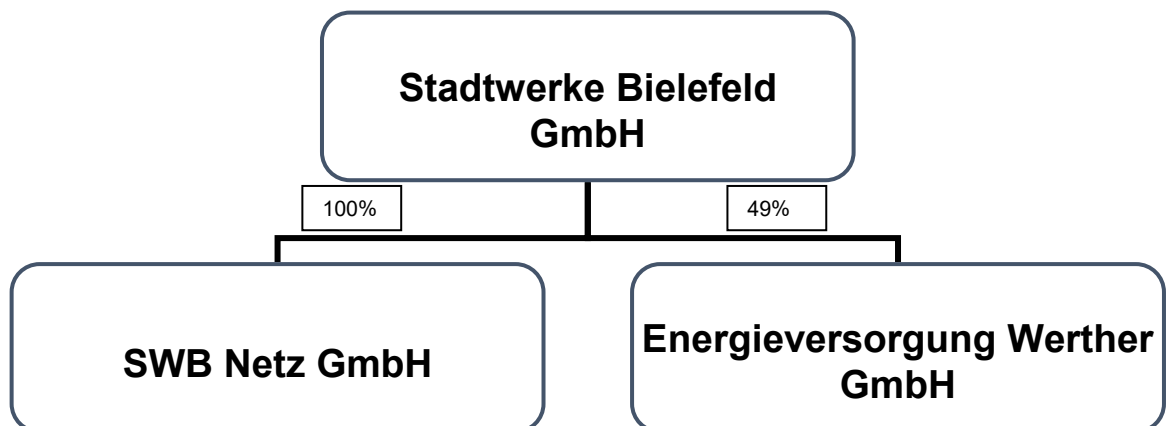 Stadtwerke Bielefeld
GmbH
100%
49%
SWB Netz GmbH
Energieversorgung Werther
GmbH